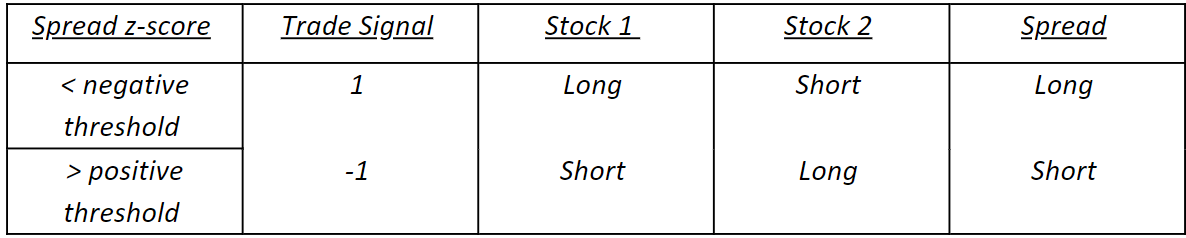 Spread z-score Trade Signal Stock 1 Stock 2 Spread
< negative 1 Long Short Long
threshold
> positive -1 Short Long Short
threshold